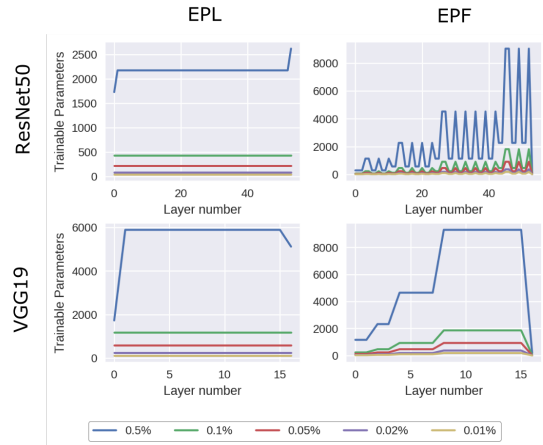 EPL EPF
ResNet50
Trainable Parameters
2500
2000
1500
1000
500
0
0 20 40
Layer number
8000
6000
4000
2000
0
0 20 40
Layer number
VGG19
Trainable Parameters
6000
4000
2000
0
0 5 10 15
Layer number
8000
6000
4000
2000
0
0 5 10 15
Layer number
0.5% 0.1% 0.05% 0.02% 0.01%